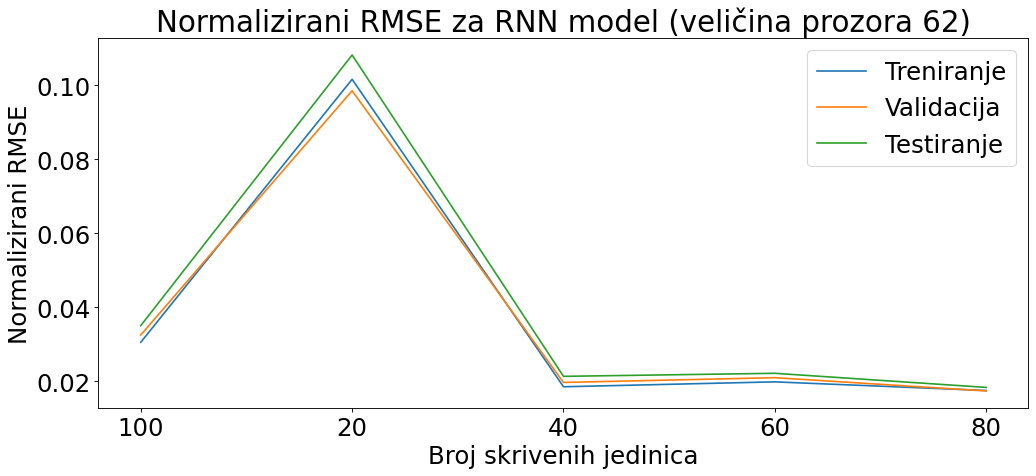 Normalizirani RMSE za RNN model (veličina prozora 62)
Treniranje
Validacija
Testiranje
Normalizirani RMSE
0.10
0.08
0.06
0.04
0.02
100 20 40 60 80
Broj skrivenih jedinica